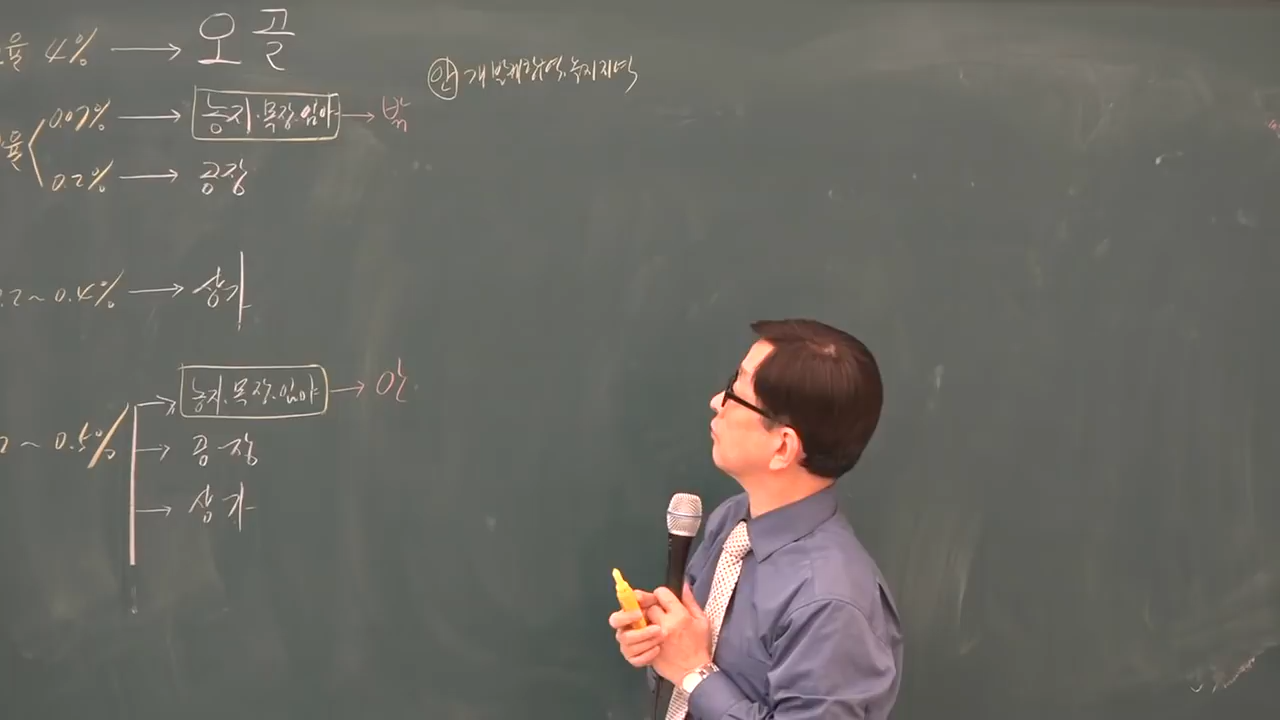 율 4% → 오 골
안 개발제한구역, 녹지지역
율 0.07% → 농지·목장·임야 → 밖
0.2% → 공장
0.2~0.4% → 상가
농지·목장·임야 → 안
~ 0.5% → 공장
→ 상가